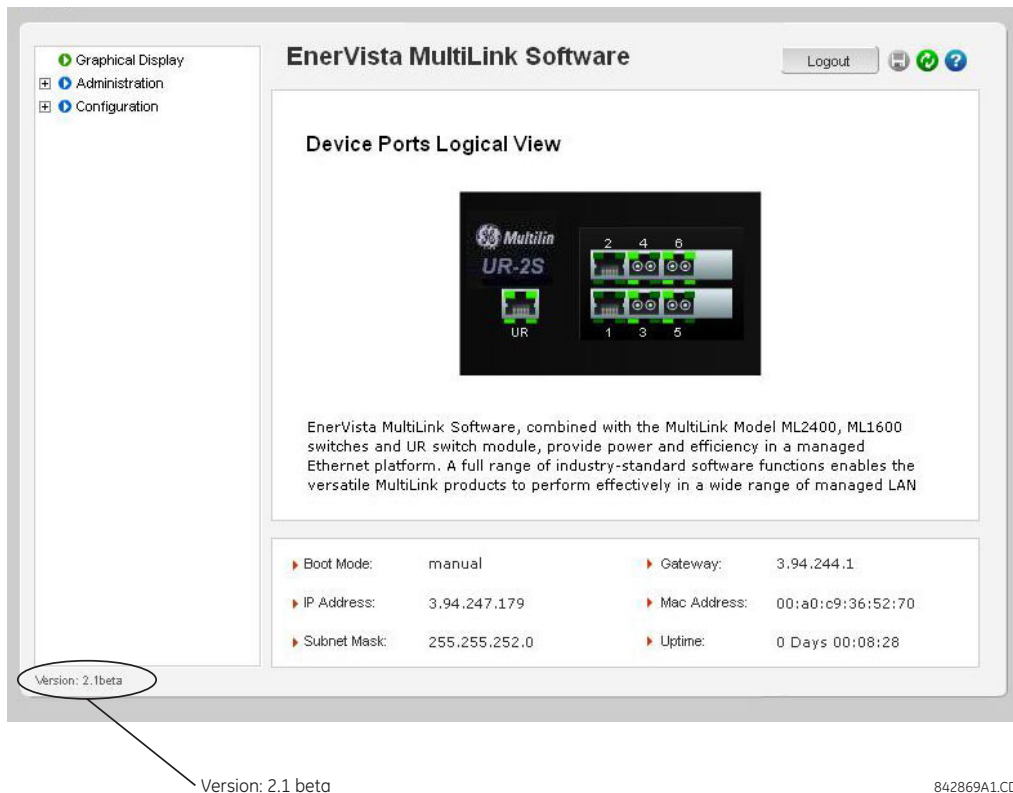 Graphical Display
Administration
Configuration
EnerVista MultiLink Software
Logout
Device Ports Logical View
Multilin
UR-2S
UR
2 4 6
1 3 5
EnerVista MultiLink Software, combined with the MultiLink Model ML2400, ML1600
switches and UR switch module, provide power and efficiency in a managed
Ethernet platform. A full range of industry-standard software functions enables the
versatile MultiLink products to perform effectively in a wide range of managed LAN
Boot Mode: manual Gateway: 3.94.244.1
IP Address: 3.94.247.179 Mac Address: 00:a0:c9:36:52:70
Subnet Mask: 255.255.252.0 Uptime: 0 Days 00:08:28
Version: 2.1beta
Version: 2.1 beta
842869A1.CD